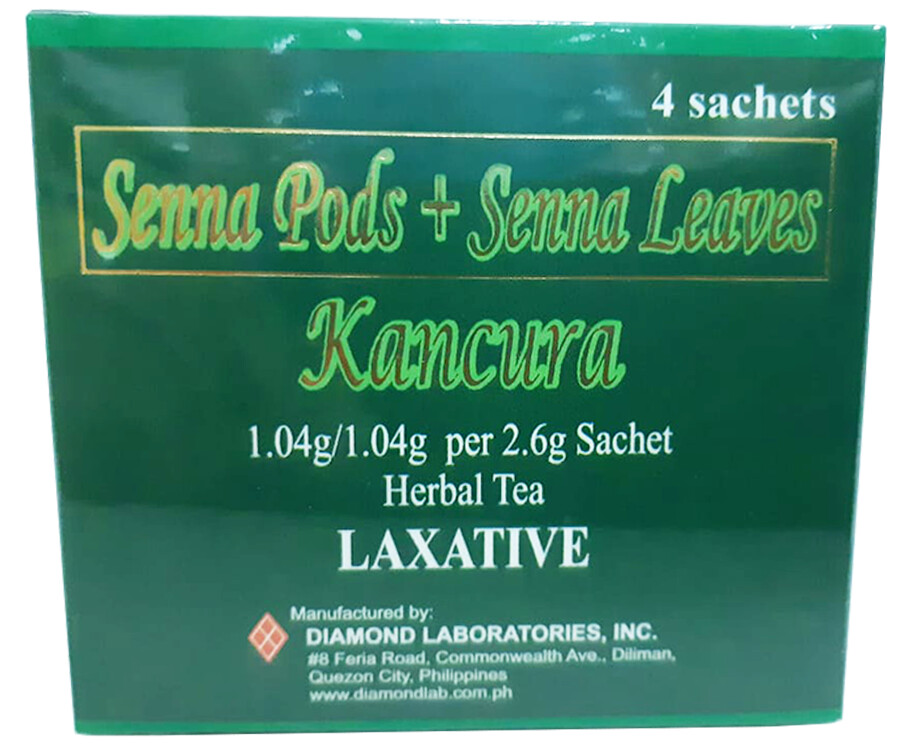 4 sachets
Senna Pods + Senna Leaves
Kancura
1.04g/1.04g per 2.6g Sachet
Herbal Tea
LAXATIVE
Manufactured by:
DIAMOND LABORATORIES, INC.
#8 Feria Road, Commonwealth Ave., Diliman,
Quezon City, Philippines
www.diamondlab.com.ph